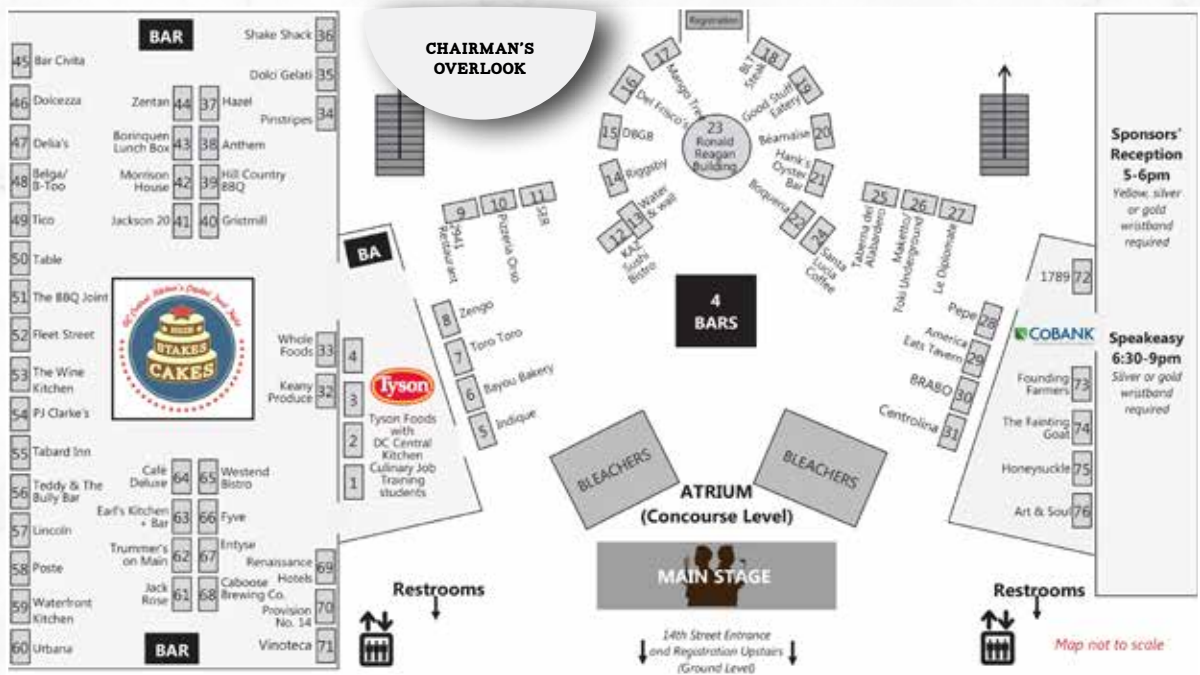 BAR
Shake Shack 36
Dolci Gelati 35
Pinstripes 34
45 Bar Civita
46 Dolcezza
47 Delia's
48 Belga/
B-Too
49 Tico
50 Table
51 The BBQ Joint
52 Fleet Street
53 The Wine
Kitchen
54 PJ Clarke's
55 Tabard Inn
56 Teddy & The
Bully Bar
57 Lincoln
58 Poste
59 Waterfront
Kitchen
60 Urbana
Zentan 44
Borinquen
Lunch Box 43
Morrison
House 42
Jackson 20 41
37 Hazel
38 Anthem
39 Hill Country
BBQ
40 Gristmill
DC Central Kitchen's Capital Food Fight
HIGH
STAKES
CAKES
Whole
Foods 33
Keany
Produce 32
Café
Deluxe 64
Earl's Kitchen
+ Bar 63
Trummer's
on Main 62
Jack
Rose 61
65 Westend
Bistro
66 Fyve
67 Entyse
68 Caboose
Brewing Co.
Renaissance
Hotels 69
Provision
No. 14 70
Vinoteca 71
BAR
CHAIRMAN'S
OVERLOOK
BA
4
3
2
1
Tyson
Tyson Foods
with
DC Central
Kitchen
Culinary Job
Training
students
5 Indique
6 Bayou Bakery
7 Toro Toro
8 Zengo
9 2941
Restaurant
10 Pizzeria Orso
11 SER
12 KAZ
Sushi
Bistro
13 Water
& wall
14 Riggsby
15 DBGB
16 Del Frisco's
17 Mango Tree
Registration
18 BLT
Steak
19 Good Stuff
Eatery
20 Béarnaise
21 Hank's
Oyster
Bar
22 Boqueria
23
Ronald
Reagan
Building
24 Santa
Lucia
Coffee
25 Taberna del
Alabardero
26 Maketto/
Toki Underground
27 Le Diplomate
Pepe 28
America
Eats Tavern 29
BRABO 30
Centrolina 31
4
BARS
BLEACHERS
BLEACHERS
ATRIUM
(Concourse Level)
MAIN STAGE
Restrooms
14th Street Entrance
and Registration Upstairs
(Ground Level)
Restrooms
Map not to scale
1789 72
COBANK
Founding
Farmers 73
The Fainting
Goat 74
Honeysuckle 75
Art & Soul 76
Sponsors'
Reception
5-6pm
Yellow, silver
or gold
wristband
required
Speakeasy
6:30-9pm
Silver or gold
wristband
required